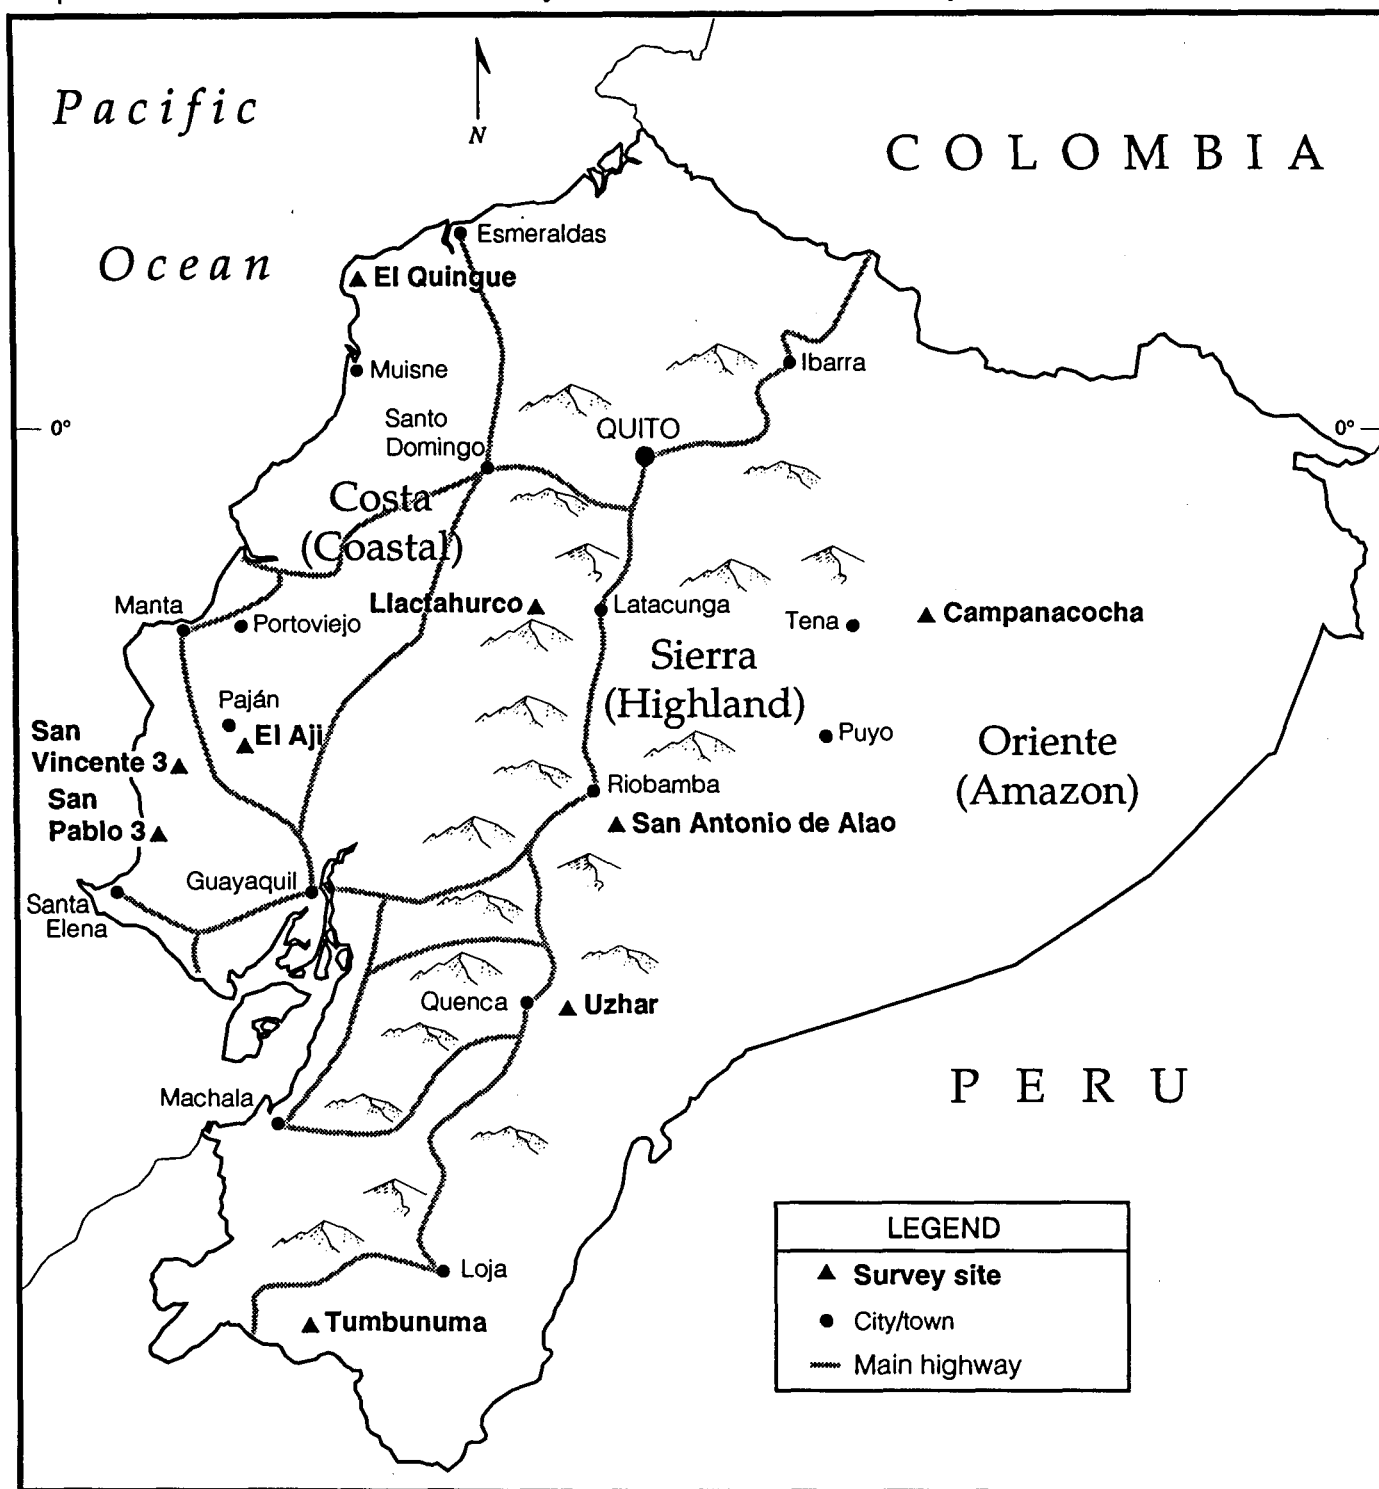 Pacific
COLOMBIA
Esmeraldas
Ocean
El Quingue
N
Muisne
Ibarra
Santo
Domingo
QUITO
0°
0°
Costa
(Coastal)
Manta
Portoviejo
Llactahurco
Latacunga
Tena
Campanacocha
Sierra
(Highland)
Paján
El Aji
San
Vincente 3
San
Pablo 3
Puyo
Oriente
(Amazon)
Riobamba
San Antonio de Alao
Guayaquil
Santa
Elena
Quenca
Uzhar
Machala
PERU
Loja
Tumbunuma
LEGEND
Survey site
City/town
Main highway